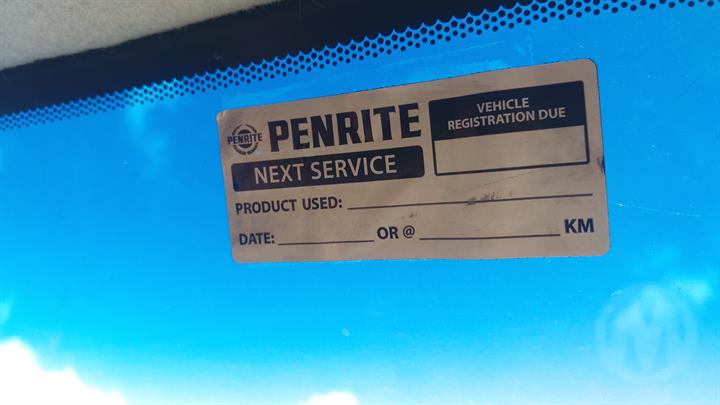 PENRITE
PENRITE
NEXT SERVICE
VEHICLE
REGISTRATION DUE
PRODUCT USED:
DATE: OR @ KM
M